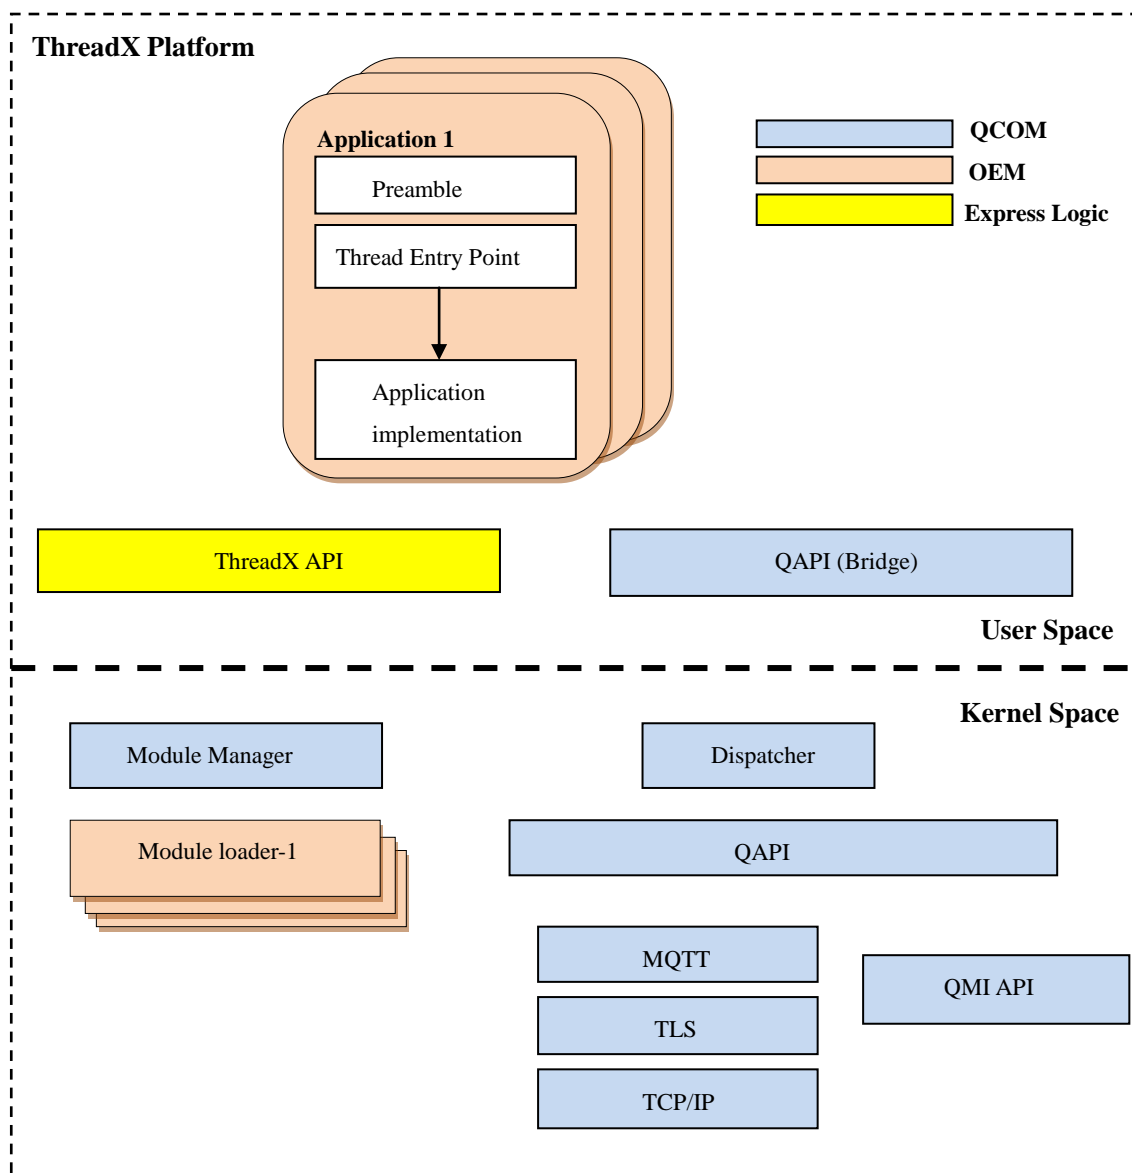 ThreadX Platform
Application 1
Preamble
Thread Entry Point
Application
implementation
QCOM
OEM
Express Logic
ThreadX API
QAPI (Bridge)
User Space
Kernel Space
Module Manager
Dispatcher
Module loader-1
QAPI
MQTT
QMI API
TLS
TCP/IP